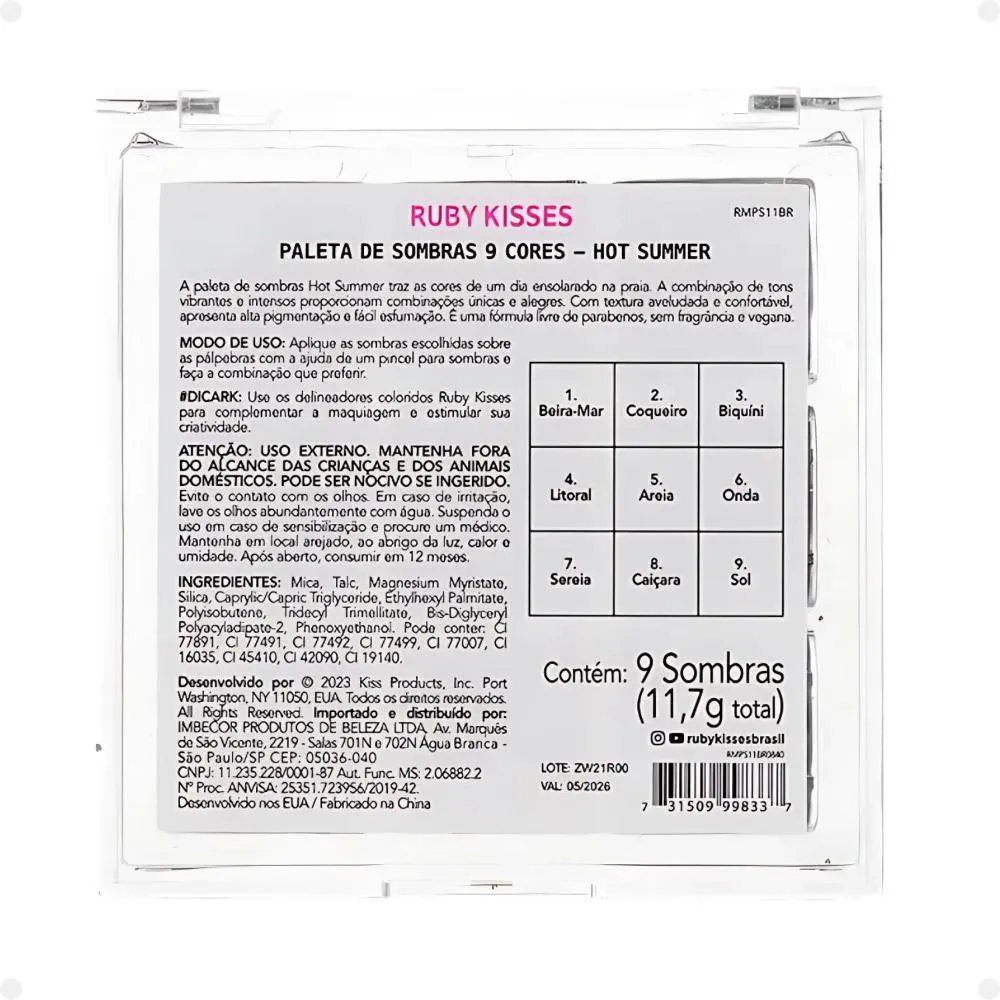 RUBY KISSES
RMPS11BR
PALETA DE SOMBRAS 9 CORES – HOT SUMMER
A paleta de sombras Hot Summer traz as cores de um dia ensolarado na praia. A combinação de tons
vibrantes e intensos proporcionam combinações únicas e alegres. Com textura aveludada e confortável,
apresenta alta pigmentação e fácil esfumação. É uma fórmula livre de parabenos, sem fragrância e vegana.
MODO DE USO: Aplique as sombras escolhidas sobre
as pálpebras com a ajuda de um pincel para sombras e
faça a combinação que preferir.
#DICARK: Use os delineadores coloridos Ruby Kisses
para complementar a maquiagem e estimular sua
criatividade.
ATENÇÃO: USO EXTERNO. MANTENHA FORA
DO ALCANCE DAS CRIANÇAS E DOS ANIMAIS
DOMÉSTICOS. PODE SER NOCIVO SE INGERIDO.
Evite o contato com os olhos. Em caso de irritação,
lave os olhos abundantemente com água. Suspenda o
uso em caso de sensibilização e procure um médico.
Mantenha em local arejado, ao abrigo da luz, calor e
umidade. Após aberto, consumir em 12 meses.
INGREDIENTES: Mica, Talc, Magnesium Myristate,
Silica, Caprylic/Capric Triglyceride, Ethylhexyl Palmitate,
Polyisobutene, Tridecyl Trimellitate, Bis-Diglyceryl
Polyacyladipate-2, Phenoxyethanol. Pode conter: CI
77891, CI 77491, CI 77492, CI 77499, CI 77007, CI
16035, CI 45410, CI 42090, CI 19140.
Desenvolvido por © 2023 Kiss Products, Inc. Port
Washington, NY 11050, EUA. Todos os direitos reservados.
All Rights Reserved. Importado e distribuído por:
IMBECOR PRODUTOS DE BELEZA LTDA, Av. Marquês
de São Vicente, 2219 - Salas 701N e 702N Água Branca -
São Paulo/SP CEP: 05036-040
CNPJ: 11.235.228/0001-87 Aut. Func. MS: 2.06882.2
Nº Proc. ANVISA: 25351.723956/2019-42.
Desenvolvido nos EUA / Fabricado na China
1.
Beira-Mar
2.
Coqueiro
3.
Biquíni
4.
Litoral
5.
Areia
6.
Onda
7.
Sereia
8.
Caiçara
9.
Sol
Contém: 9 Sombras
(11,7g total)
rubykissesbrasil
LOTE: ZW21R00
VAL: 05/2026
7 31509 99833 7